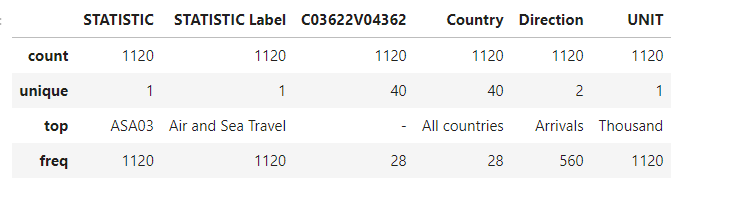 STATISTIC STATISTIC Label C03622V04362 Country Direction UNIT
count 1120 1120 1120 1120 1120 1120
unique 1 1 40 40 2 1
top ASA03 Air and Sea Travel - All countries Arrivals Thousand
freq 1120 1120 28 28 560 1120